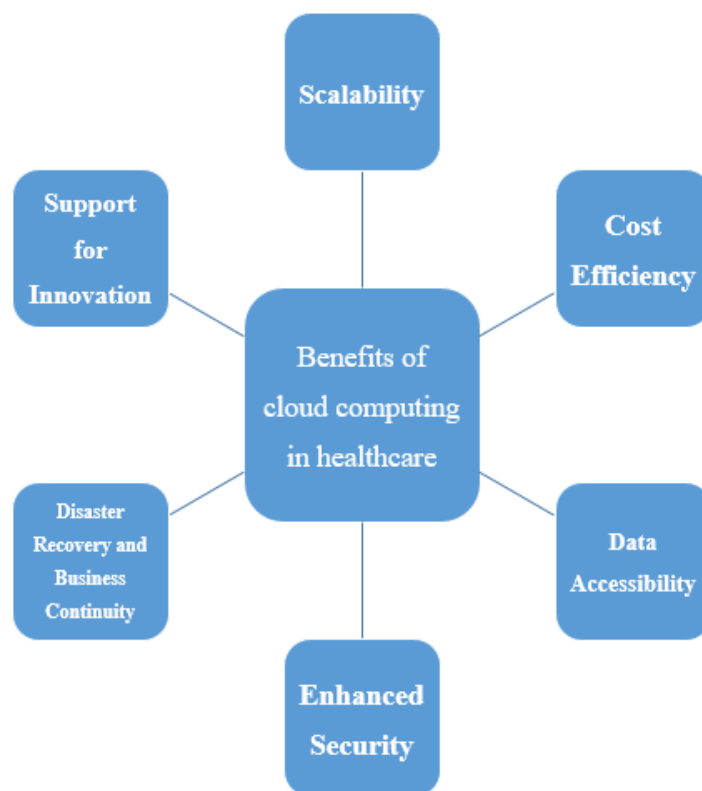 Scalability
Support
for
Innovation
Cost
Efficiency
Benefits of
cloud computing
in healthcare
Disaster
Recovery and
Business
Continuity
Data
Accessibility
Enhanced
Security